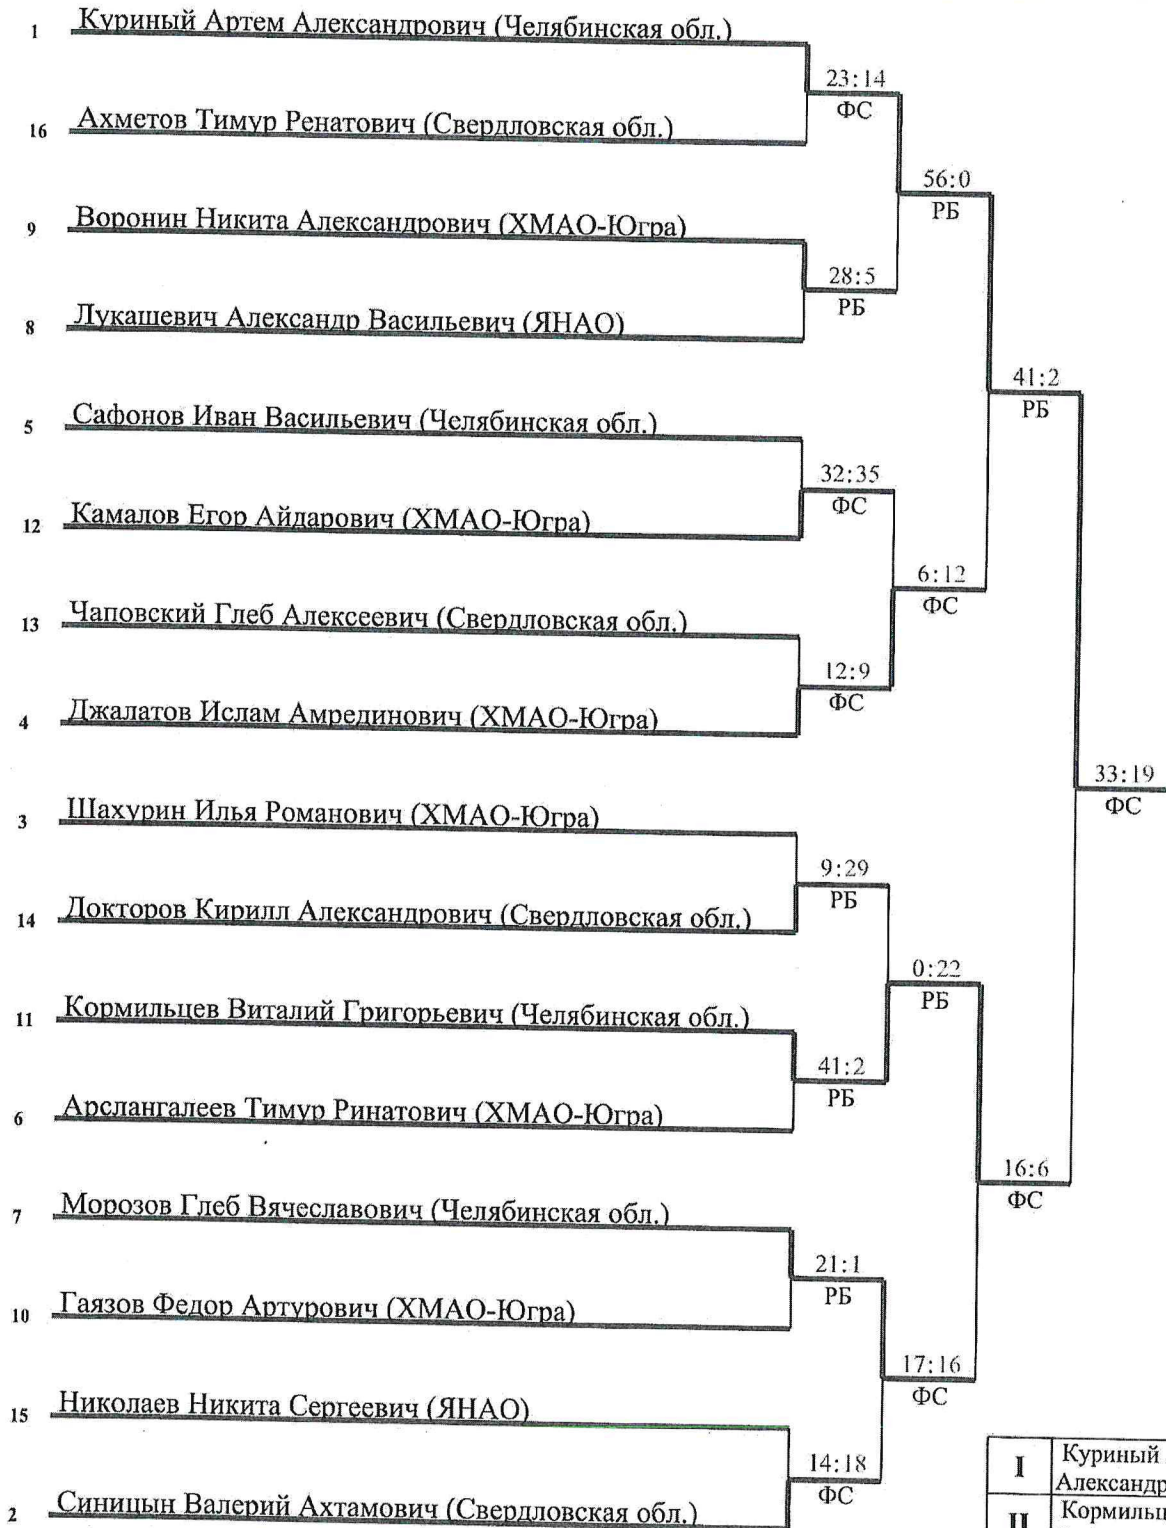 1 Куриный Артем Александрович (Челябинская обл.)
23:14
ФС
16 Ахметов Тимур Ренатович (Свердловская обл.)
56:0
РБ
9 Воронин Никита Александрович (ХМАО-Югра)
28:5
РБ
8 Лукашевич Александр Васильевич (ЯНАО)
41:2
РБ
5 Сафонов Иван Васильевич (Челябинская обл.)
32:35
ФС
12 Камалов Егор Айдарович (ХМАО-Югра)
6:12
ФС
13 Чаповский Глеб Алексеевич (Свердловская обл.)
12:9
ФС
4 Джалатов Ислам Амрединович (ХМАО-Югра)
33:19
ФС
3 Шахурин Илья Романович (ХМАО-Югра)
9:29
РБ
14 Докторов Кирилл Александрович (Свердловская обл.)
0:22
РБ
11 Кормильцев Виталий Григорьевич (Челябинская обл.)
41:2
РБ
6 Арслангалеев Тимур Ринатович (ХМАО-Югра)
16:6
ФС
7 Морозов Глеб Вячеславович (Челябинская обл.)
21:1
РБ
10 Гаязов Федор Артурович (ХМАО-Югра)
17:16
ФС
15 Николаев Никита Сергеевич (ЯНАО)
14:18
ФС
2 Синицын Валерий Ахтамович (Свердловская обл.)
I Куриный
Александр
II Кормильц